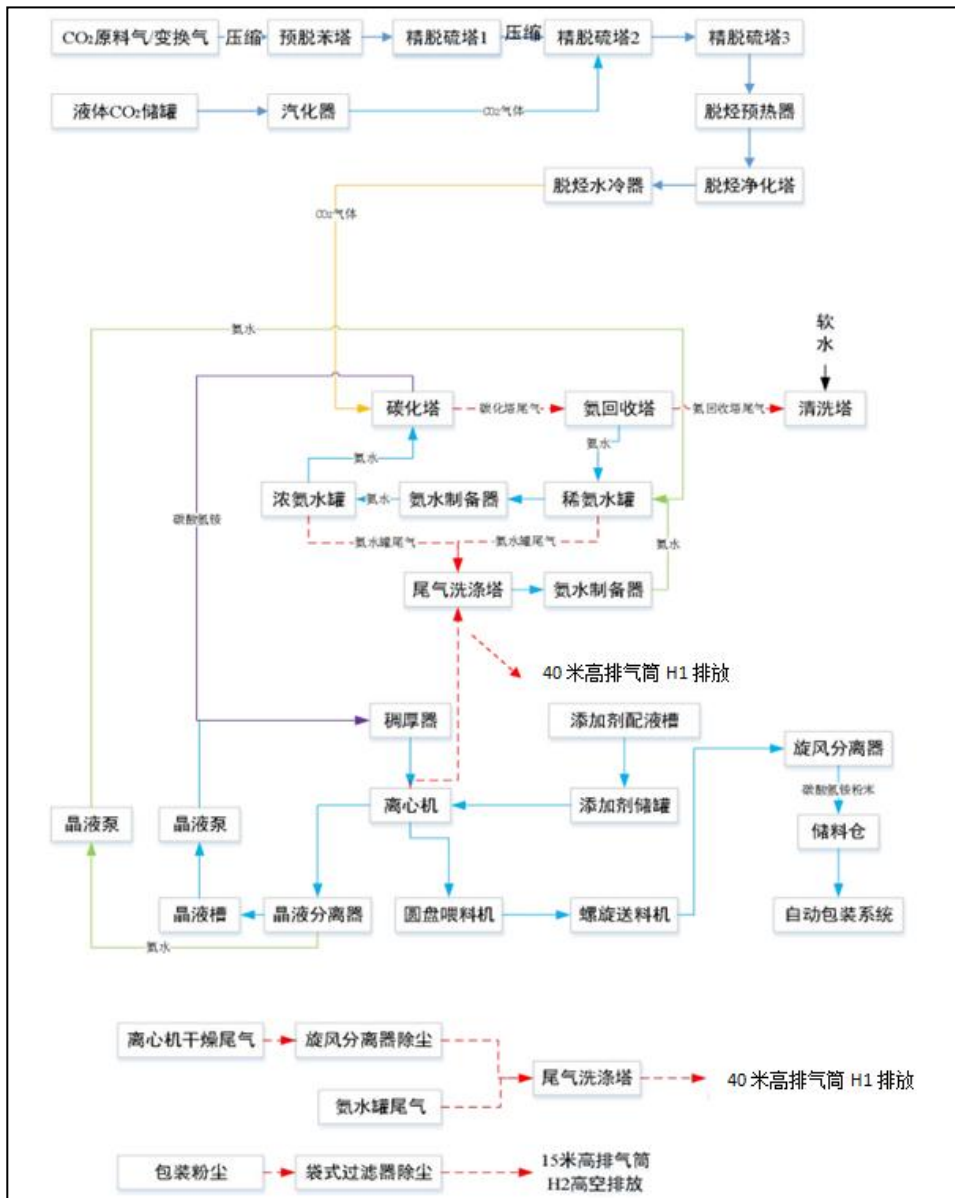 CO₂原料气/变换气
压缩
预脱苯塔
精脱硫塔1
压缩
精脱硫塔2
精脱硫塔3
液体CO₂储罐
汽化器
CO₂气体
脱烃预热器
脱烃水冷器
脱烃净化塔
CO₂气体
氨水
软
水
碳化塔
碳化塔尾气
氨回收塔
氨回收塔尾气
清洗塔
氨水
氨水
浓氨水罐
氨水
氨水制备器
稀氨水罐
碳酸氢铵
氨水罐尾气
氨水罐尾气
氨水
尾气洗涤塔
氨水制备器
40 米高排气筒 H1 排放
稠厚器
添加剂配液槽
旋风分离器
碳酸氢铵粉末
离心机
添加剂储罐
晶液泵
晶液泵
储料仓
晶液槽
晶液分离器
圆盘喂料机
螺旋送料机
自动包装系统
氨水
离心机干燥尾气
旋风分离器除尘
尾气洗涤塔
40 米高排气筒 H1 排放
氨水罐尾气
包装粉尘
袋式过滤器除尘
15米高排气筒
H2高空排放